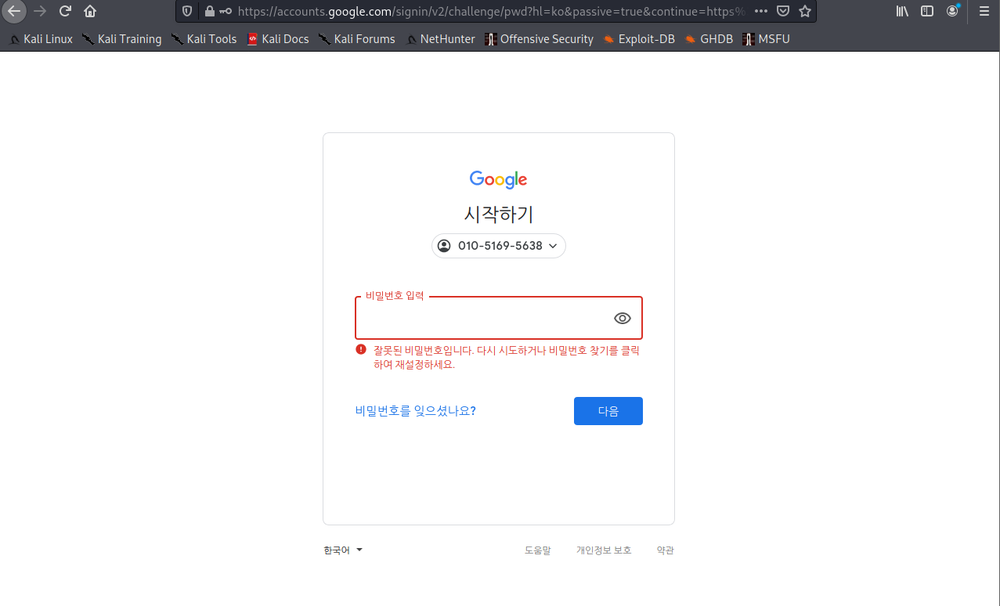 https://accounts.google.com/signin/v2/challenge/pwd?hl=ko&passive=true&continue=https%
Kali Linux Kali Training Kali Tools Kali Docs Kali Forums NetHunter Offensive Security Exploit-DB GHDB MSFU
Google
시작하기
010-5169-5638
비밀번호 입력
잘못된 비밀번호입니다. 다시 시도하거나 비밀번호 찾기를 클릭
하여 재설정하세요.
비밀번호를 잊으셨나요? 다음
한국어 도움말 개인정보 보호 약관